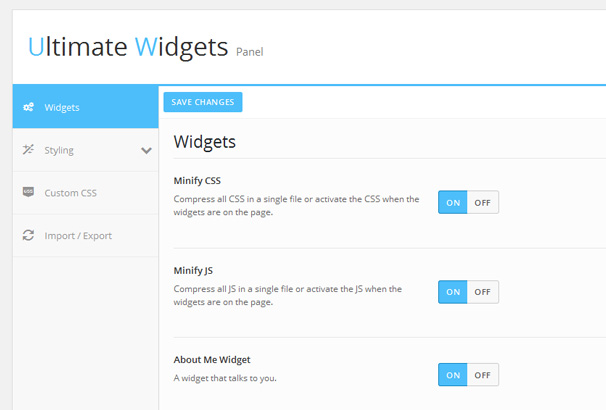 Ultimate Widgets Panel
Widgets
Styling
Custom CSS
Import / Export
SAVE CHANGES
Widgets
Minify CSS
Compress all CSS in a single file or activate the CSS when the
widgets are on the page.
ON OFF
Minify JS
Compress all JS in a single file or activate the JS when the
widgets are on the page.
ON OFF
About Me Widget
A widget that talks to you.
ON OFF